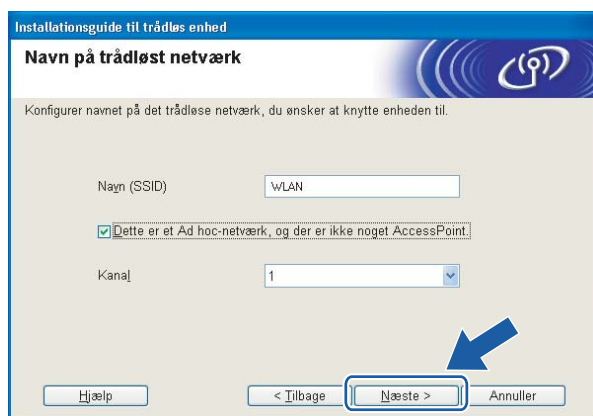 Installationsguide til trådløs enhed
Navn på trådløst netværk
Konfigurer navnet på det trådløse netværk, du ønsker at knytte enheden til.
Navn (SSID) WLAN
Dette er et Ad hoc-netværk, og der er ikke noget AccessPoint.
Kanal 1
Hjælp < Tilbage Næste > Annuller